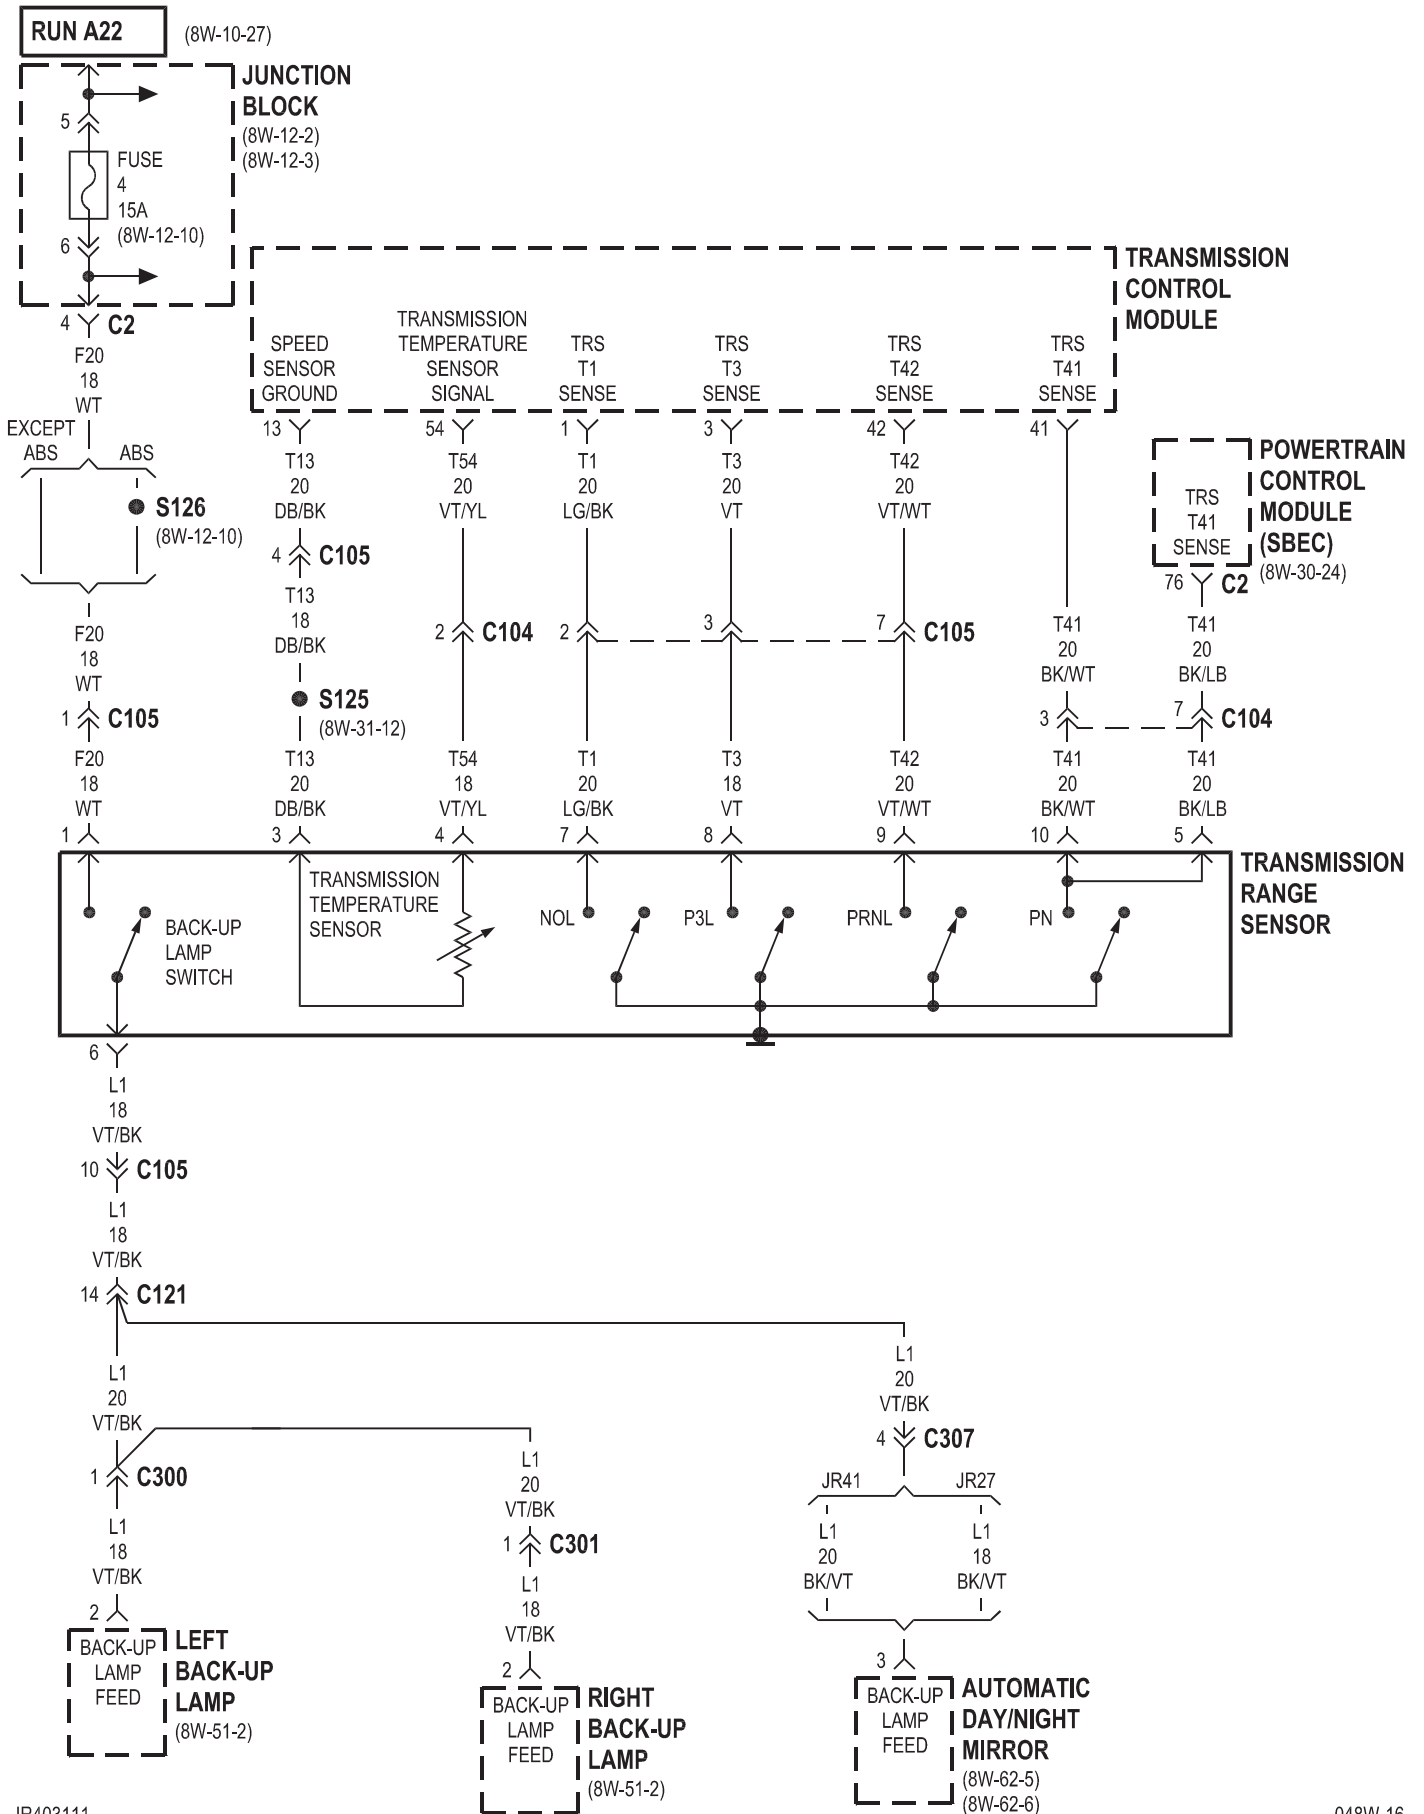 RUN A22
(8W-10-27)
JUNCTION
BLOCK
(8W-12-2)
(8W-12-3)
5
FUSE
4
15A
(8W-12-10)
6
4
C2
F20
18
WT
EXCEPT
ABS
ABS
S126
(8W-12-10)
F20
18
WT
1
C105
F20
18
WT
1
TRANSMISSION
CONTROL
MODULE
SPEED
SENSOR
GROUND
TRANSMISSION
TEMPERATURE
SENSOR
SIGNAL
TRS
T1
SENSE
TRS
T3
SENSE
TRS
T42
SENSE
TRS
T41
SENSE
13
T13
20
DB/BK
4
C105
T13
18
DB/BK
S125
(8W-31-12)
T13
20
DB/BK
3
54
T54
20
VT/YL
2
C104
T54
18
VT/YL
4
1
T1
20
LG/BK
2
T1
20
LG/BK
7
3
T3
20
VT
3
T3
18
VT
8
42
T42
20
VT/WT
7
C105
T42
20
VT/WT
9
41
T41
20
BK/WT
3
T41
20
BK/WT
10
POWERTRAIN
CONTROL
MODULE
(SBEC)
(8W-30-24)
TRS
T41
SENSE
76
C2
T41
20
BK/LB
7
C104
T41
20
BK/LB
5
TRANSMISSION
RANGE
SENSOR
BACK-UP
LAMP
SWITCH
TRANSMISSION
TEMPERATURE
SENSOR
NOL
P3L
PRNL
PN
6
L1
18
VT/BK
10
C105
L1
18
VT/BK
14
C121
L1
20
VT/BK
1
C300
L1
18
VT/BK
2
BACK-UP
LAMP
FEED
LEFT
BACK-UP
LAMP
(8W-51-2)
L1
20
VT/BK
1
C301
L1
18
VT/BK
2
BACK-UP
LAMP
FEED
RIGHT
BACK-UP
LAMP
(8W-51-2)
L1
20
VT/BK
4
C307
JR41
JR27
L1
20
BK/VT
L1
18
BK/VT
3
BACK-UP
LAMP
FEED
AUTOMATIC
DAY/NIGHT
MIRROR
(8W-62-5)
(8W-62-6)
JR403111
048W-16